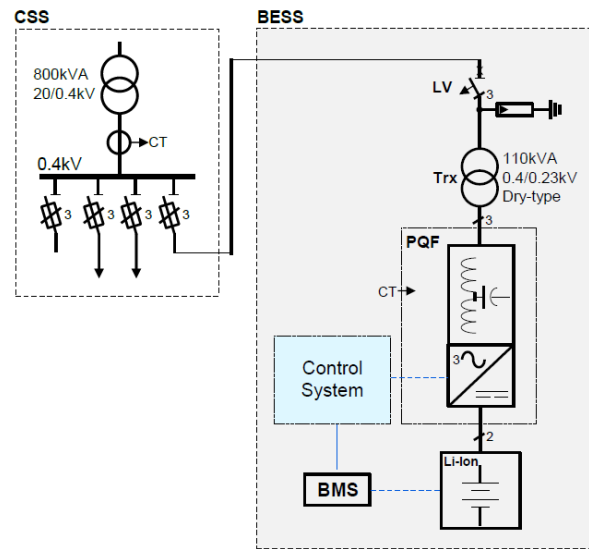 CSS
800kVA
20/0.4kV
CT
0.4kV
3
3
3
3
BESS
LV
3
Trx
110kVA
0.4/0.23kV
Dry-type
3
PQF
CT
3
Control
System
2
Li-Ion
BMS